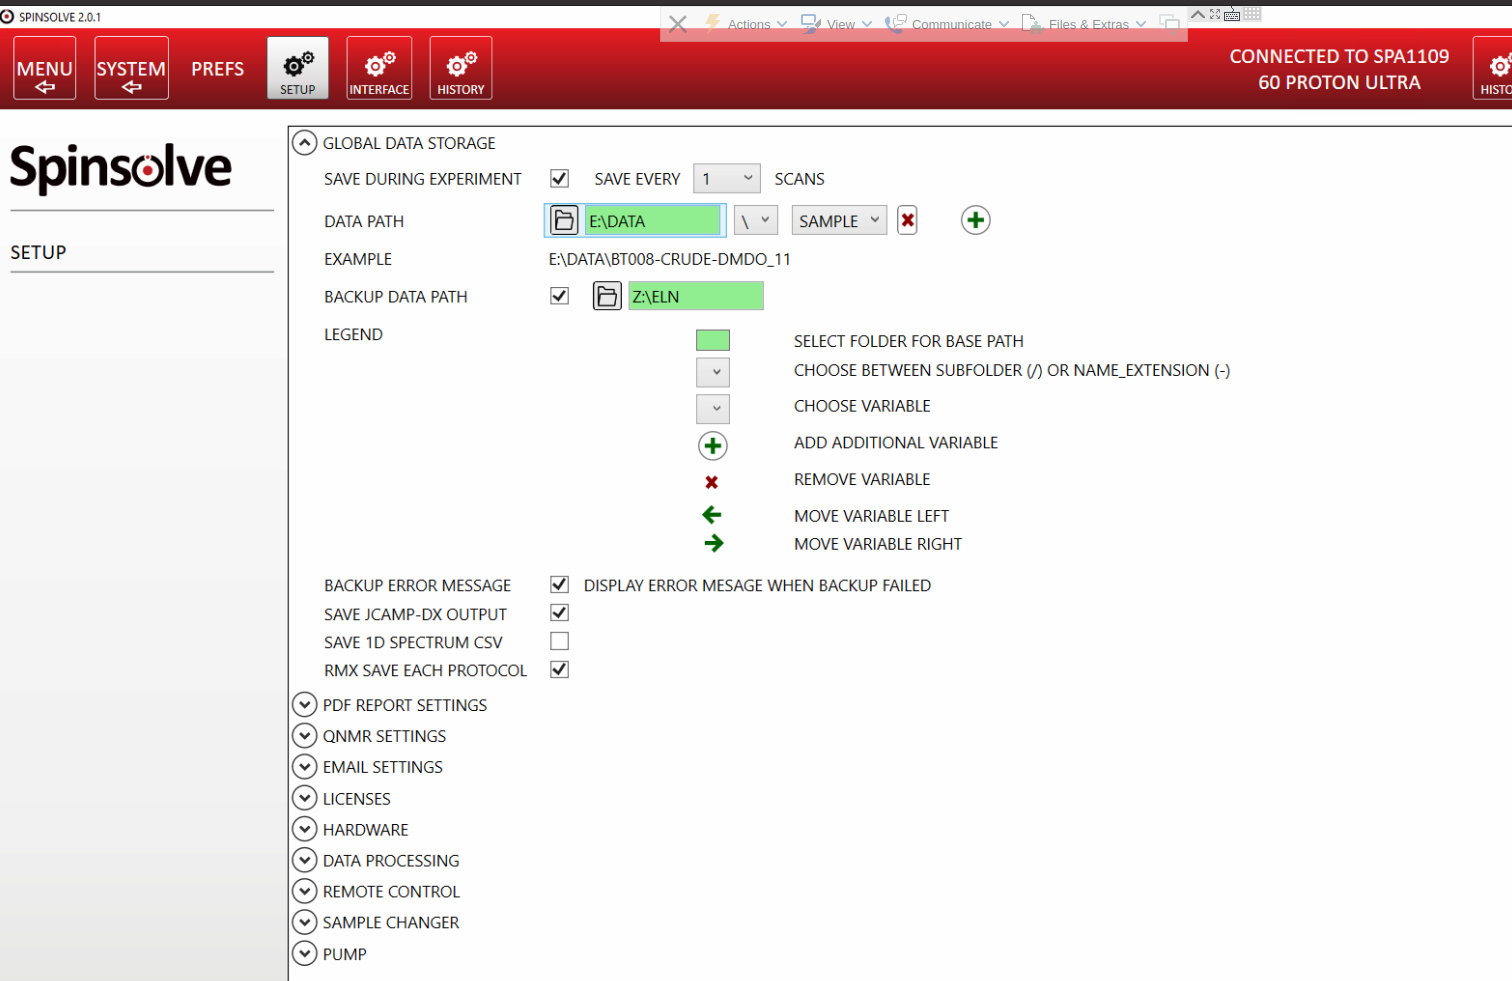 SPINSOLVE 2.0.1
Actions View Communicate Files & Extras
MENU SYSTEM PREFS SETUP INTERFACE HISTORY
CONNECTED TO SPA1109
60 PROTON ULTRA
HISTO
Spinsolve
SETUP
GLOBAL DATA STORAGE
SAVE DURING EXPERIMENT SAVE EVERY 1 SCANS
DATA PATH E:\DATA \ SAMPLE
EXAMPLE E:\DATA\BT008-CRUDE-DMDO_11
BACKUP DATA PATH Z:\ELN
LEGEND
SELECT FOLDER FOR BASE PATH
CHOOSE BETWEEN SUBFOLDER (/) OR NAME_EXTENSION (-)
CHOOSE VARIABLE
ADD ADDITIONAL VARIABLE
REMOVE VARIABLE
MOVE VARIABLE LEFT
MOVE VARIABLE RIGHT
BACKUP ERROR MESSAGE DISPLAY ERROR MESAGE WHEN BACKUP FAILED
SAVE JCAMP-DX OUTPUT
SAVE 1D SPECTRUM CSV
RMX SAVE EACH PROTOCOL
PDF REPORT SETTINGS
QNMR SETTINGS
EMAIL SETTINGS
LICENSES
HARDWARE
DATA PROCESSING
REMOTE CONTROL
SAMPLE CHANGER
PUMP